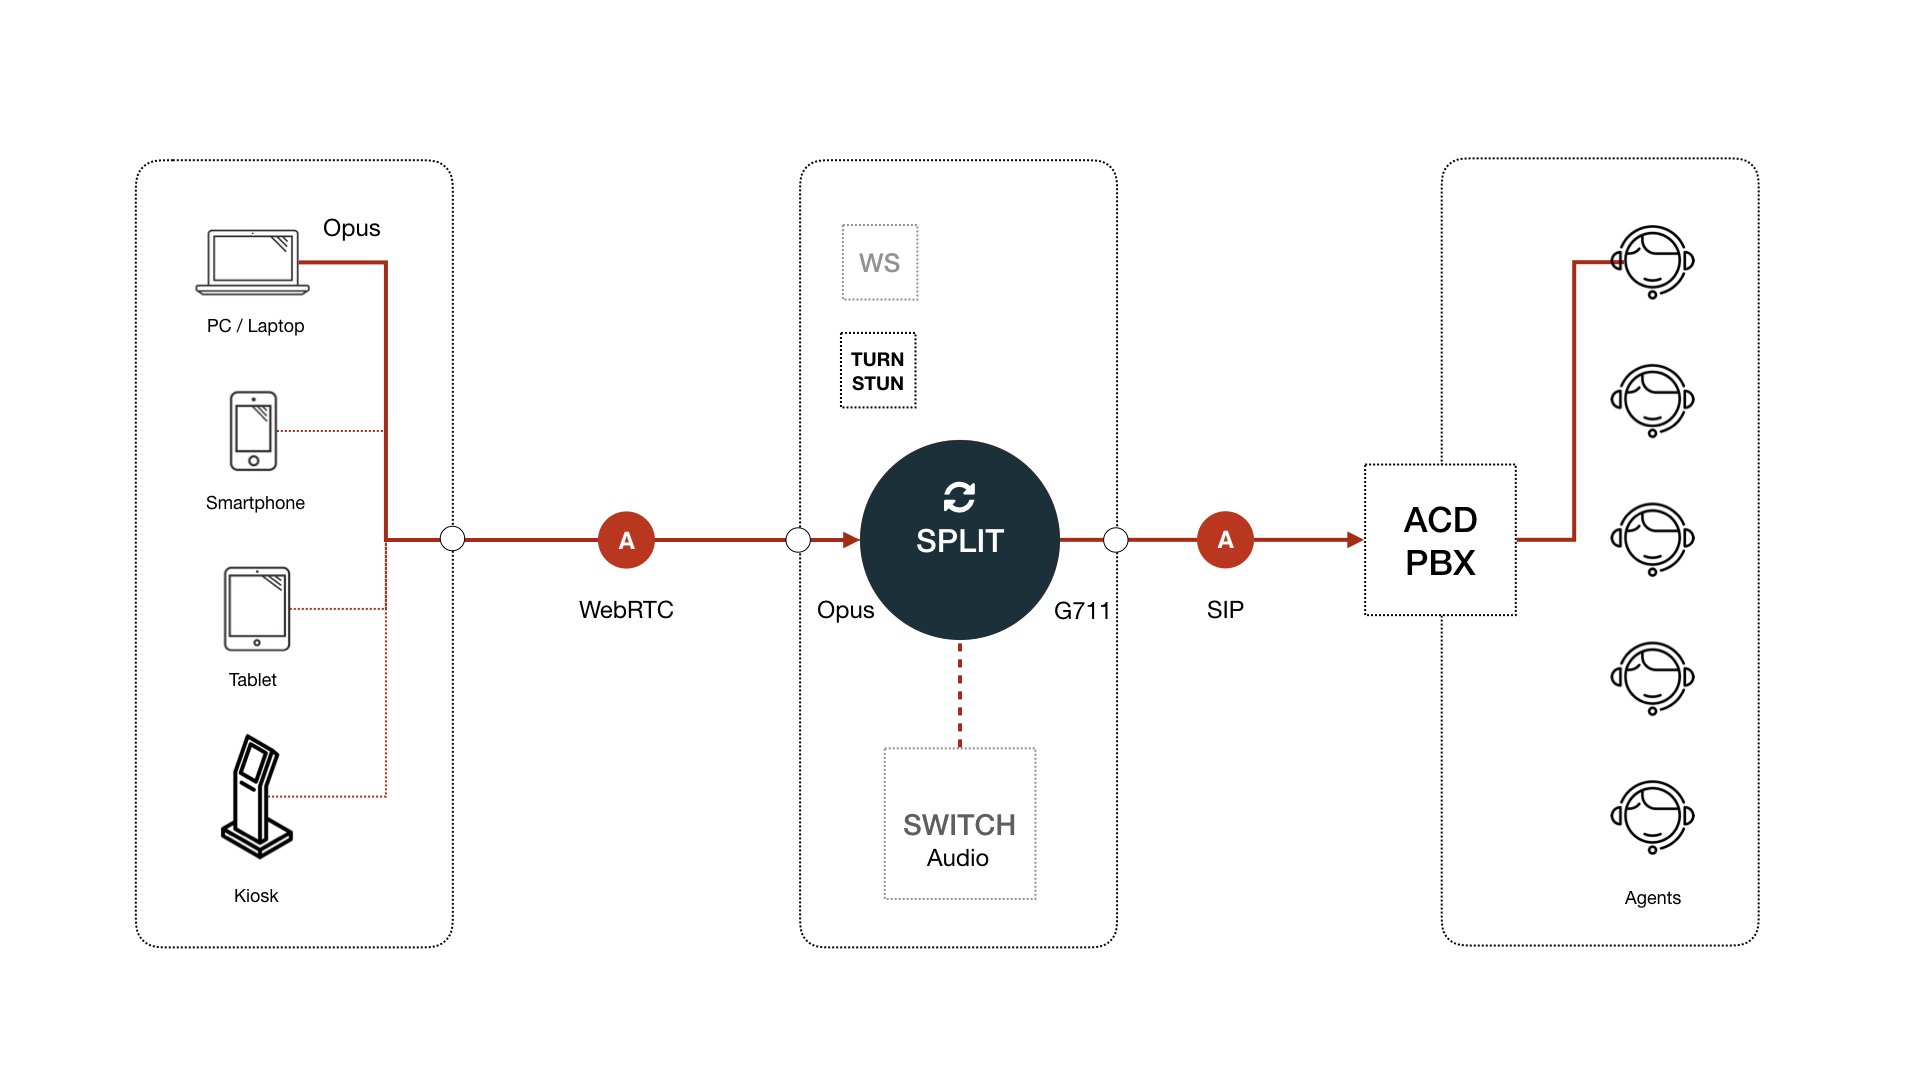 Opus
PC / Laptop
Smartphone
Tablet
Kiosk
A
WebRTC
WS
TURN
STUN
SPLIT
Opus
G711
SWITCH
Audio
A
SIP
ACD
PBX
Agents